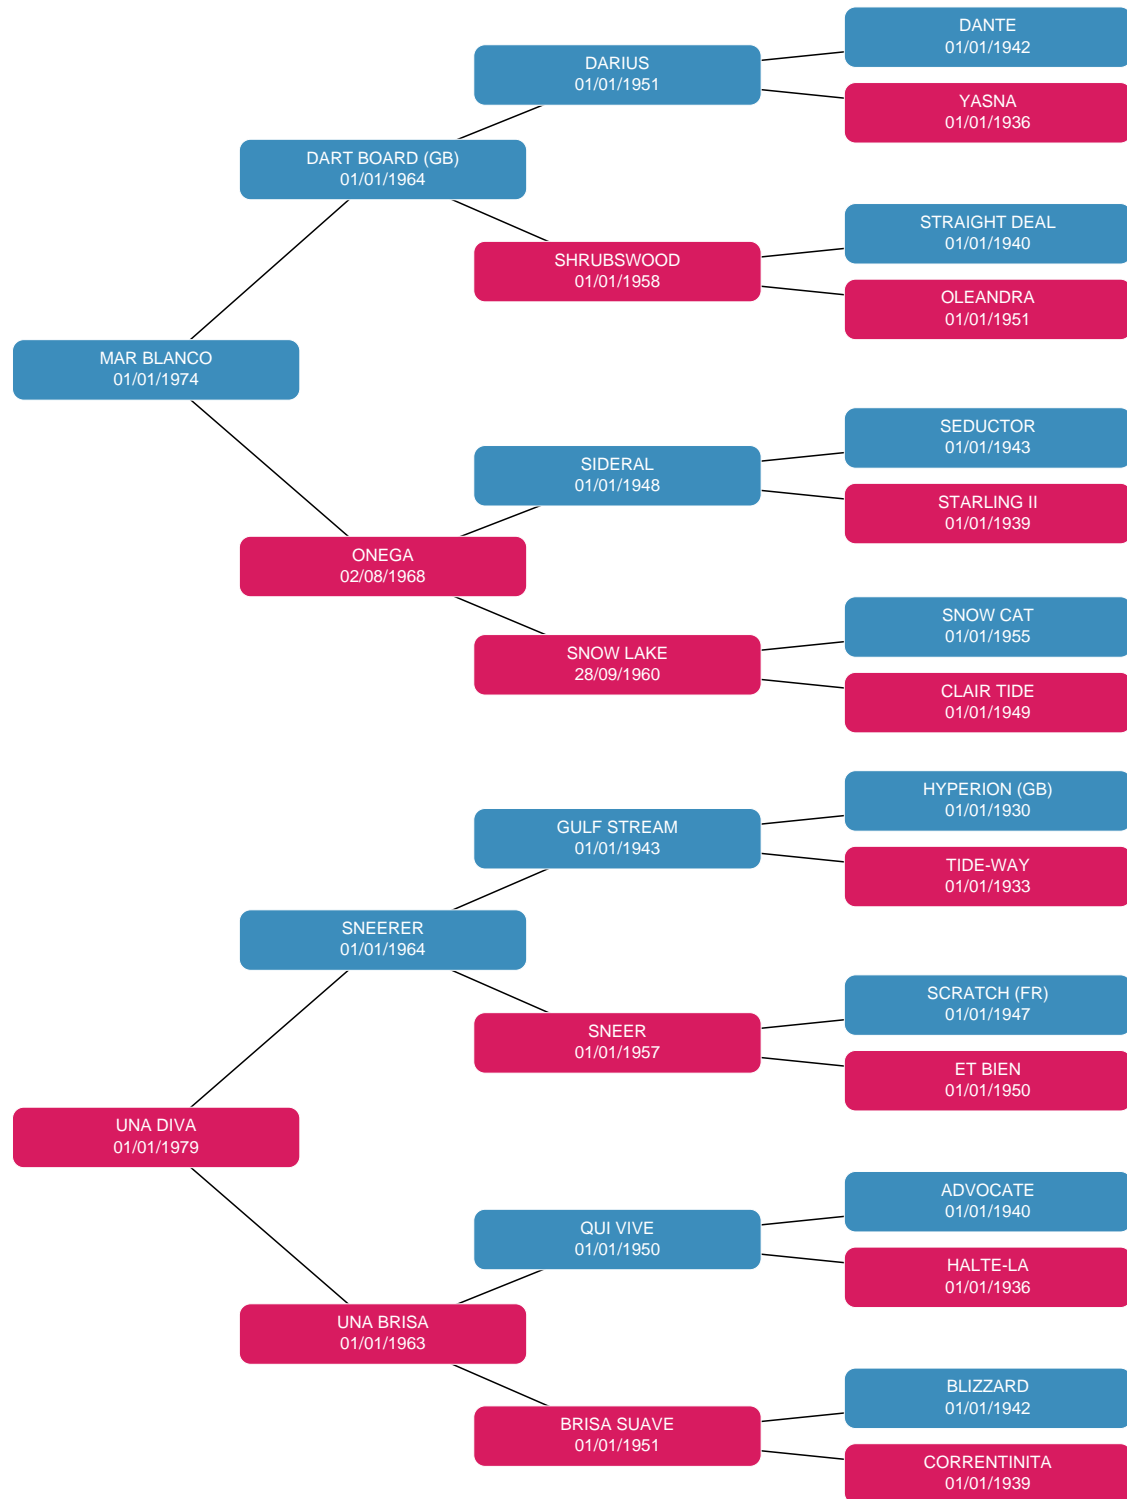 DANTE
01/01/1942
DARIUS
01/01/1951
YASNA
01/01/1936
DART BOARD (GB)
01/01/1964
STRAIGHT DEAL
01/01/1940
SHRUBSWOOD
01/01/1958
OLEANDRA
01/01/1951
MAR BLANCO
01/01/1974
SEDUCTOR
01/01/1943
SIDERAL
01/01/1948
STARLING II
01/01/1939
ONEGA
02/08/1968
SNOW CAT
01/01/1955
SNOW LAKE
28/09/1960
CLAIR TIDE
01/01/1949
HYPERION (GB)
01/01/1930
GULF STREAM
01/01/1943
TIDE-WAY
01/01/1933
SNEERER
01/01/1964
SCRATCH (FR)
01/01/1947
SNEER
01/01/1957
ET BIEN
01/01/1950
UNA DIVA
01/01/1979
ADVOCATE
01/01/1940
QUI VIVE
01/01/1950
HALTE-LA
01/01/1936
UNA BRISA
01/01/1963
BLIZZARD
01/01/1942
BRISA SUAVE
01/01/1951
CORRENTINITA
01/01/1939